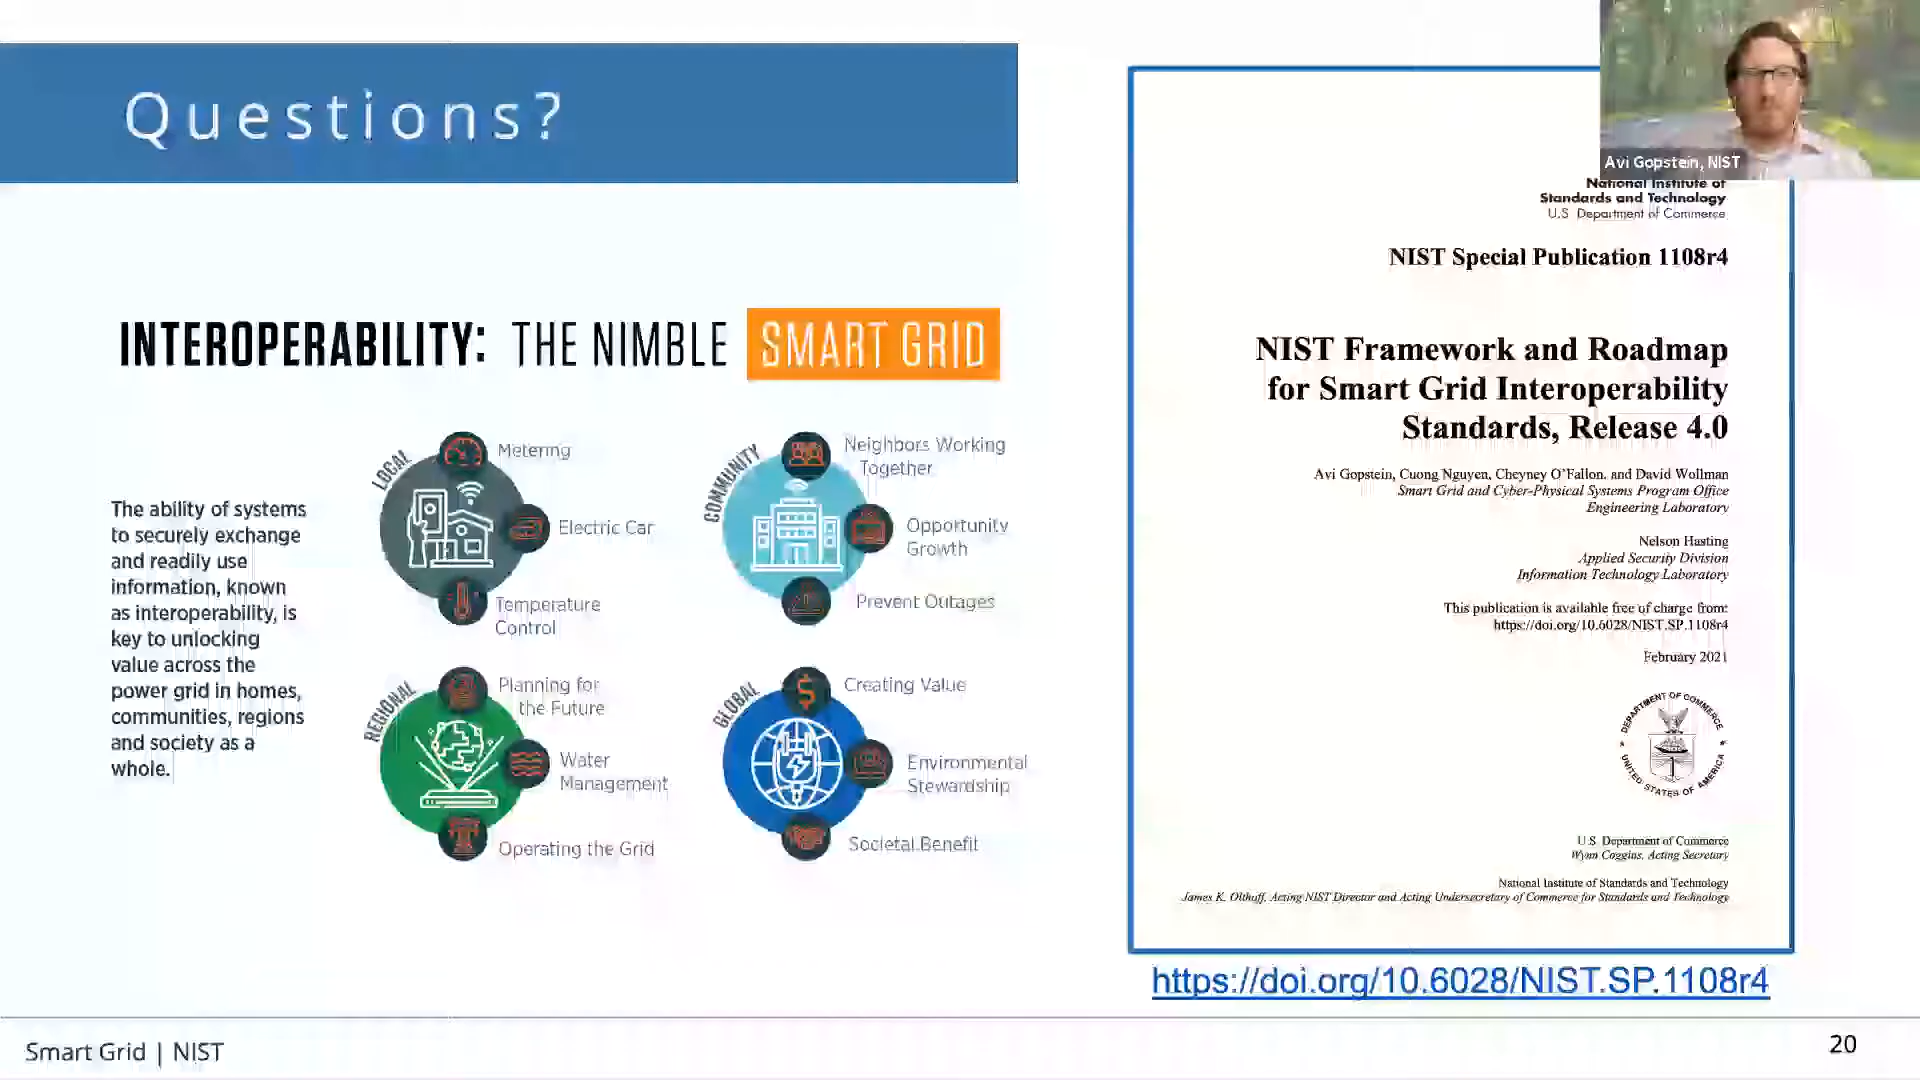 Questions?
INTEROPERABILITY: THE NIMBLE SMART GRID
The ability of systems
to securely exchange
and readily use
information, known
as interoperability, is
key to unlocking
value across the
power grid in homes,
communities, regions
and society as a
whole.
LOCAL
Metering
Electric Car
Temperature
Control
COMMUNITY
Neighbors Working
Together
Opportunity
Growth
Prevent Outages
REGIONAL
Planning for
the Future
Water
Management
Operating the Grid
GLOBAL
Creating Value
Environmental
Stewardship
Societal Benefit
Avi Gopstein, NIST
National Institute of
Standards and Technology
U.S. Department of Commerce
NIST Special Publication 1108r4
NIST Framework and Roadmap
for Smart Grid Interoperability
Standards, Release 4.0
Avi Gopstein, Cuong Nguyen, Cheyney O'Fallon, and David Wollman
Smart Grid and Cyber-Physical Systems Program Office
Engineering Laboratory
Nelson Hasting
Applied Security Division
Information Technology Laboratory
This publication is available free of charge from:
https://doi.org/10.6028/NIST.SP.1108r4
February 2021
DEPARTMENT OF COMMERCE
UNITED STATES OF AMERICA
U.S. Department of Commerce
Wynn Coggins, Acting Secretary
National Institute of Standards and Technology
James K. Olthoff, Acting NIST Director and Acting Undersecretary of Commerce for Standards and Technology
https://doi.org/10.6028/NIST.SP.1108r4
Smart Grid | NIST
20